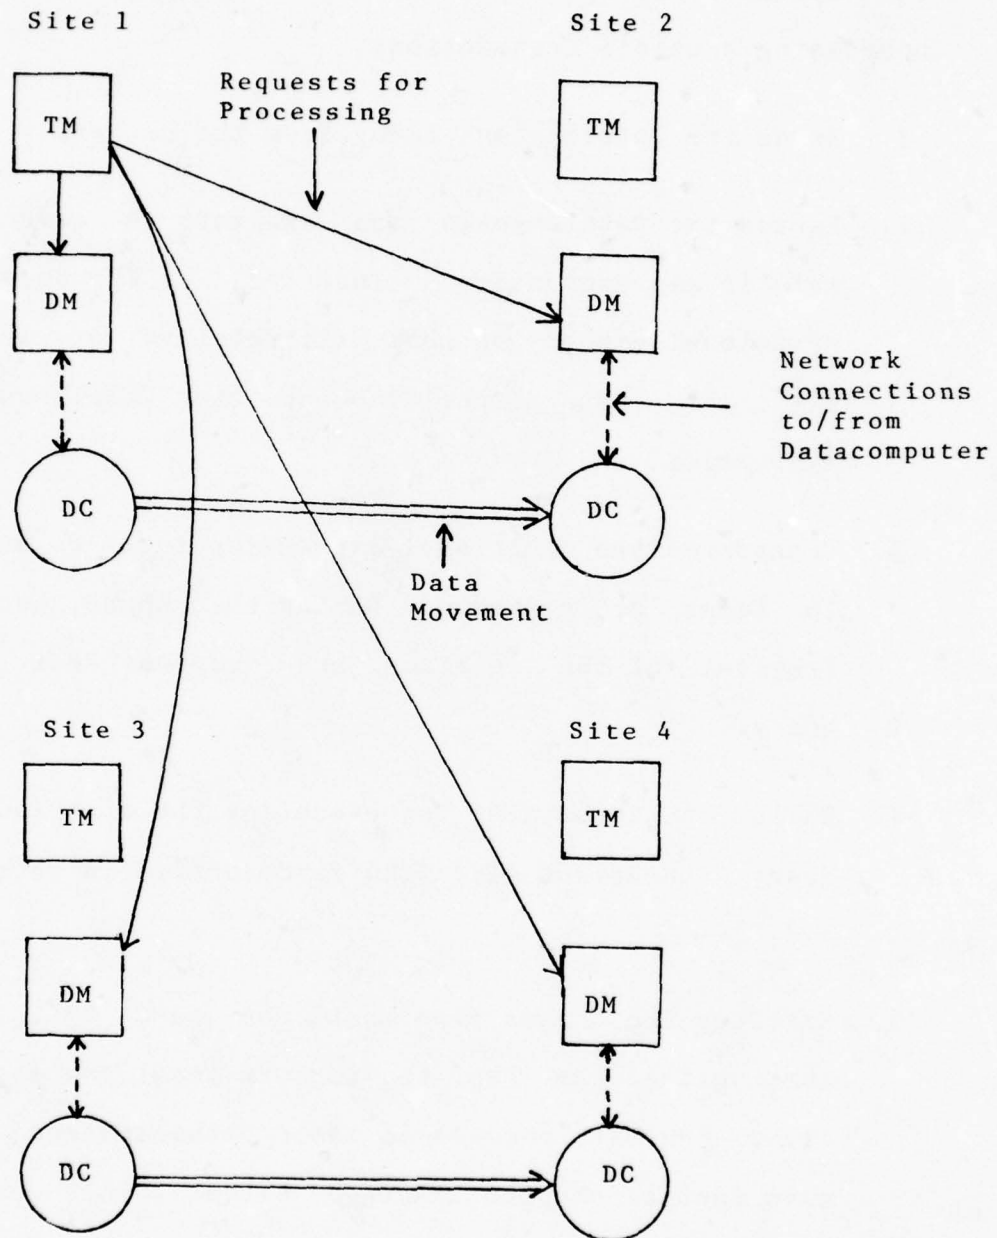 Site 1
Site 2
Requests for
Processing
TM
TM
DM
DM
Network
Connections
to/from
Datacomputer
DC
DC
Data
Movement
Site 3
Site 4
TM
TM
DM
DM
DC
DC